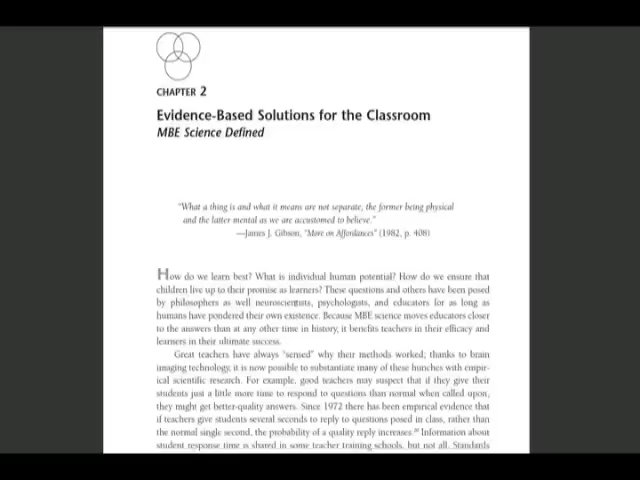 CHAPTER 2
Evidence-Based Solutions for the Classroom
MBE Science Defined
"What a thing is and what it means are not separate, the former being physical
and the latter mental as we are accustomed to believe."
—James J. Gibson, "More on Affordances" (1982, p. 408)
How do we learn best? What is individual human potential? How do we ensure that
children live up to their promise as learners? These questions and others have been posed
by philosophers as well neuroscientists, psychologists, and educators for as long as
humans have pondered their own existence. Because MBE science moves educators closer
to the answers than at any other time in history, it benefits teachers in their efficacy and
learners in their ultimate success.
Great teachers have always "sensed" why their methods worked; thanks to brain
imaging technology, it is now possible to substantiate many of these hunches with empir-
ical scientific research. For example, good teachers may suspect that if they give their
students just a little more time to respond to questions than normal when called upon,
they might get better-quality answers. Since 1972 there has been empirical evidence that
if teachers give students several seconds to reply to questions posed in class, rather than
the normal single second, the probability of a quality reply increases. Information about
student response time is shared in some teacher training schools, but not all. Standards